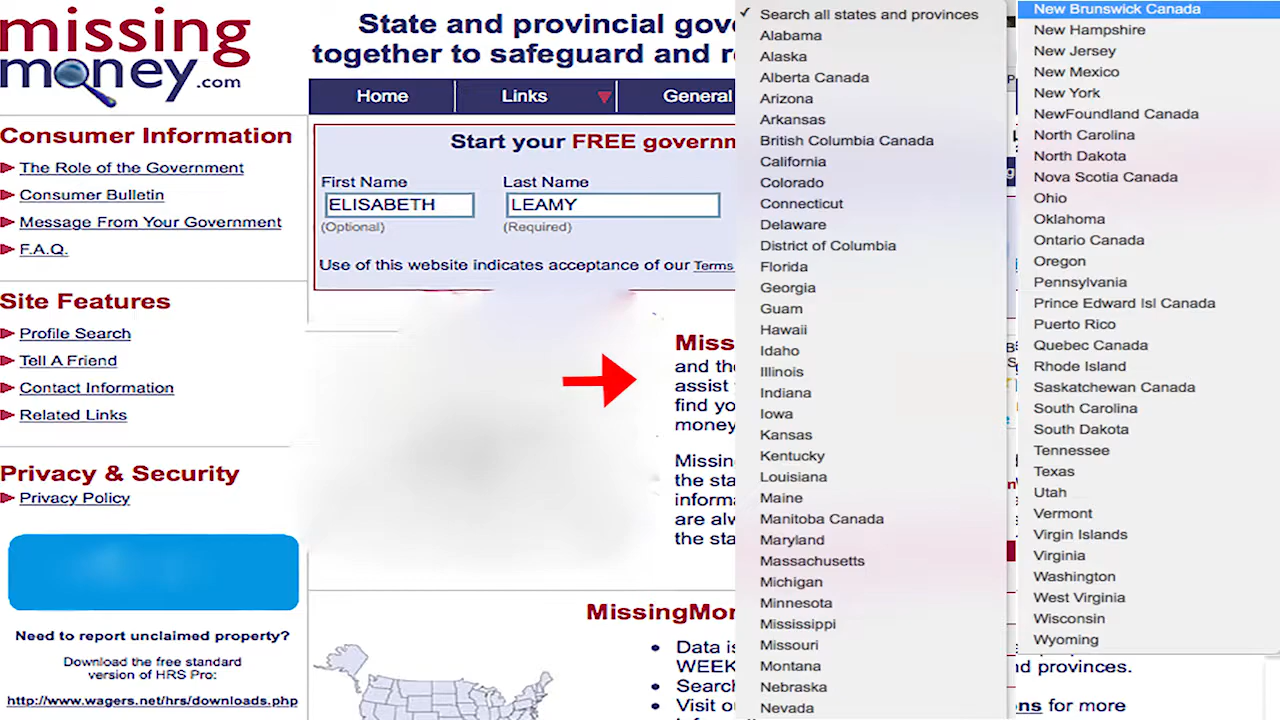 missing
money.com
Consumer Information
The Role of the Government
Consumer Bulletin
Message From Your Government
F.A.Q.
Site Features
Profile Search
Tell A Friend
Contact Information
Related Links
Privacy & Security
Privacy Policy
Need to report unclaimed property?
Download the free standard
version of HRS Pro:
http://www.wagers.net/hrs/downloads.php
State and provincial gove
together to safeguard and re
Home
Links
General
Start your FREE governm
First Name
Last Name
ELISABETH
LEAMY
(Optional)
(Required)
Use of this website indicates acceptance of our Terms
Miss
and the
assist
find yo
money
Missin
the sta
informa
are alw
the sta
MissingMon
Data is
WEEK
Search
Visit o
✓ Search all states and provinces
Alabama
Alaska
Alberta Canada
Arizona
Arkansas
British Columbia Canada
California
Colorado
Connecticut
Delaware
District of Columbia
Florida
Georgia
Guam
Hawaii
Idaho
Illinois
Indiana
Iowa
Kansas
Kentucky
Louisiana
Maine
Manitoba Canada
Maryland
Massachusetts
Michigan
Minnesota
Mississippi
Missouri
Montana
Nebraska
Nevada
New Brunswick Canada
New Hampshire
New Jersey
New Mexico
New York
NewFoundland Canada
North Carolina
North Dakota
Nova Scotia Canada
Ohio
Oklahoma
Ontario Canada
Oregon
Pennsylvania
Prince Edward Isl Canada
Puerto Rico
Quebec Canada
Rhode Island
Saskatchewan Canada
South Carolina
South Dakota
Tennessee
Texas
Utah
Vermont
Virgin Islands
Virginia
Washington
West Virginia
Wisconsin
Wyoming
d provinces.
ns for more